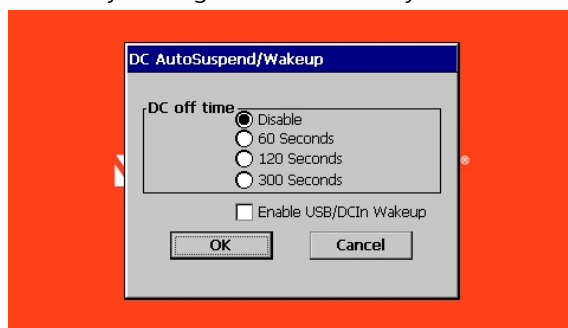 DC AutoSuspend/Wakeup
DC off time
Disable
60 Seconds
120 Seconds
300 Seconds
Enable USB/DCIn Wakeup
OK Cancel
®